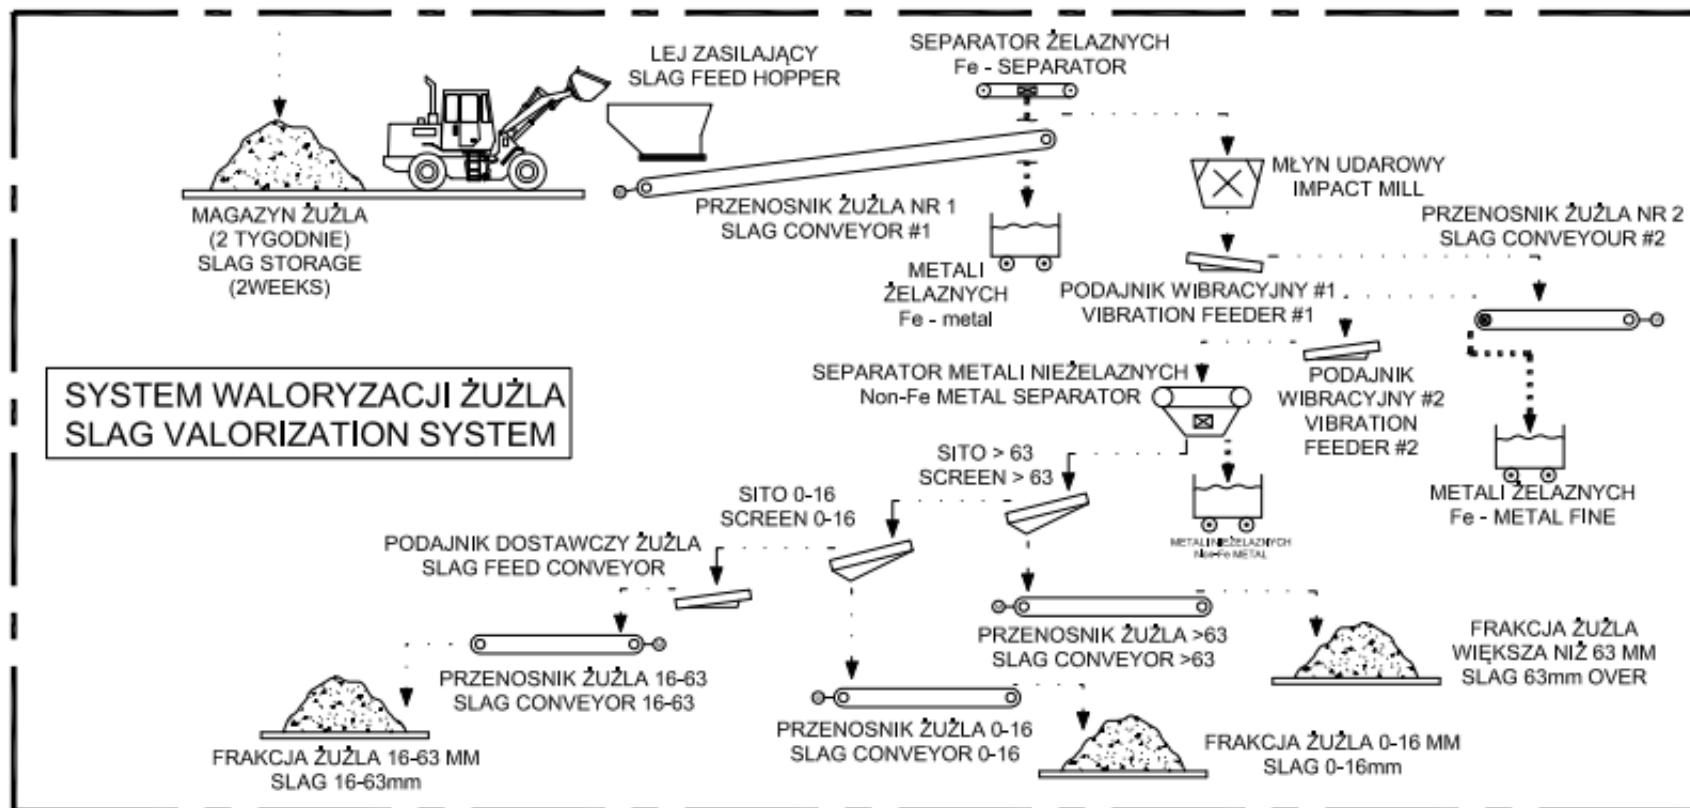 LEJ ZASILAJĄCY
SLAG FEED HOPPER
SEPARATOR ŻELAZNYCH
Fe - SEPARATOR
MŁYN UDAROWY
IMPACT MILL
MAGAZYN ŻUŻLA
(2 TYGODNIE)
SLAG STORAGE
(2WEEKS)
PRZENOSNIK ŻUŻLA NR 1
SLAG CONVEYOR #1
PRZENOSNIK ŻUŻLA NR 2
SLAG CONVEYOUR #2
METALI
ŻELAZNYCH
Fe - metal
PODAJNIK WIBRACYJNY #1
VIBRATION FEEDER #1
SYSTEM WALORYZACJI ŻUŻLA
SLAG VALORIZATION SYSTEM
SEPARATOR METALI NIEŻELAZNYCH
Non-Fe METAL SEPARATOR
PODAJNIK
WIBRACYJNY #2
VIBRATION
FEEDER #2
SITO > 63
SCREEN > 63
SITO 0-16
SCREEN 0-16
METALI ŻELAZNYCH
Fe - METAL FINE
METALI NIEŻELAZNYCH
Non-Fe METAL
PODAJNIK DOSTAWCZY ŻUŻLA
SLAG FEED CONVEYOR
PRZENOSNIK ŻUŻLA >63
SLAG CONVEYOR >63
FRAKCJA ŻUŻLA
WIĘKSZA NIŻ 63 MM
SLAG 63mm OVER
PRZENOSNIK ŻUŻLA 16-63
SLAG CONVEYOR 16-63
PRZENOSNIK ŻUŻLA 0-16
SLAG CONVEYOR 0-16
FRAKCJA ŻUŻLA 0-16 MM
SLAG 0-16mm
FRAKCJA ŻUŻLA 16-63 MM
SLAG 16-63mm